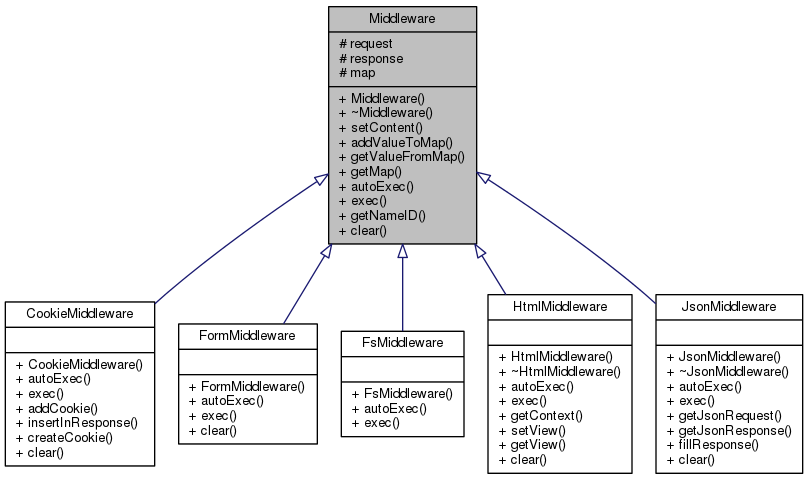 Middleware
# request
# response
# map
+ Middleware()
+ ~Middleware()
+ setContent()
+ addValueToMap()
+ getValueFromMap()
+ getMap()
+ autoExec()
+ exec()
+ getNameID()
+ clear()
CookieMiddleware
+ CookieMiddleware()
+ autoExec()
+ exec()
+ addCookie()
+ insertInResponse()
+ createCookie()
+ clear()
FormMiddleware
+ FormMiddleware()
+ autoExec()
+ exec()
+ clear()
FsMiddleware
+ FsMiddleware()
+ autoExec()
+ exec()
HtmlMiddleware
+ HtmlMiddleware()
+ ~HtmlMiddleware()
+ autoExec()
+ exec()
+ getContext()
+ setView()
+ getView()
+ clear()
JsonMiddleware
+ JsonMiddleware()
+ ~JsonMiddleware()
+ autoExec()
+ exec()
+ getJsonRequest()
+ getJsonResponse()
+ fillResponse()
+ clear()